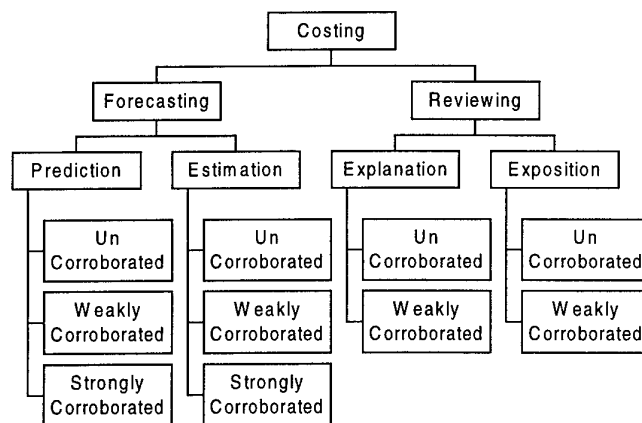 Costing
Forecasting
Reviewing
Prediction
Estimation
Explanation
Exposition
Un
Corroborated
Un
Corroborated
Un
Corroborated
Un
Corroborated
Weakly
Corroborated
Weakly
Corroborated
Weakly
Corroborated
Weakly
Corroborated
Strongly
Corroborated
Strongly
Corroborated